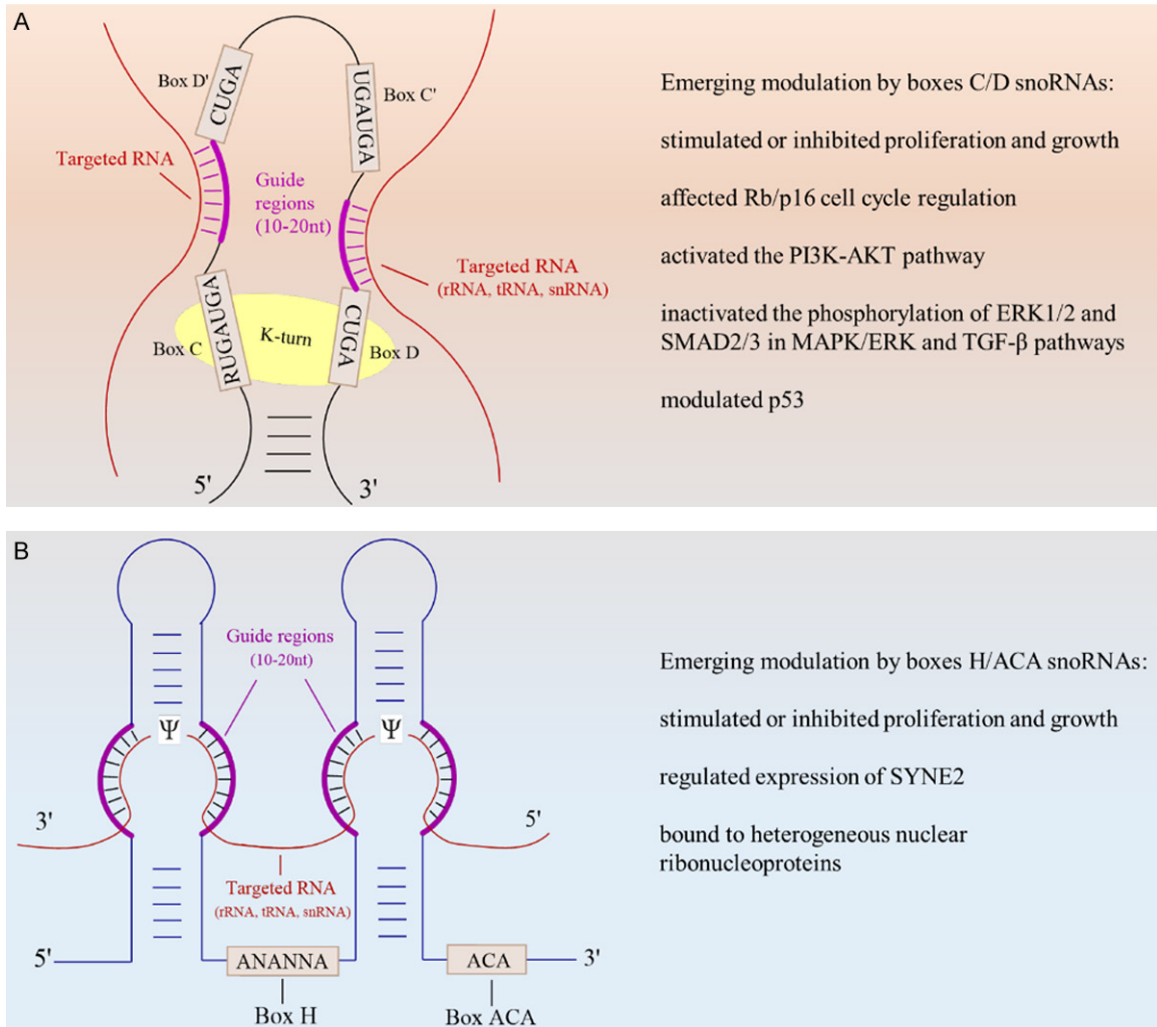 A
Box D'
CUGA
UGAUGA
Box C'
Targeted RNA
Guide
regions
(10-20nt)
Targeted RNA
(rRNA, tRNA, snRNA)
Box C
RUGAUGA
K-turn
CUGA
Box D
5'
3'
Emerging modulation by boxes C/D snoRNAs:
stimulated or inhibited proliferation and growth
affected Rb/p16 cell cycle regulation
activated the PI3K-AKT pathway
inactivated the phosphorylation of ERK1/2 and
SMAD2/3 in MAPK/ERK and TGF-β pathways
modulated p53
B
Guide regions
(10-20nt)
Ψ
Ψ
3'
5'
Targeted RNA
(rRNA, tRNA, snRNA)
5'
ANANNA
ACA
3'
Box H
Box ACA
Emerging modulation by boxes H/ACA snoRNAs:
stimulated or inhibited proliferation and growth
regulated expression of SYNE2
bound to heterogeneous nuclear
ribonucleoproteins